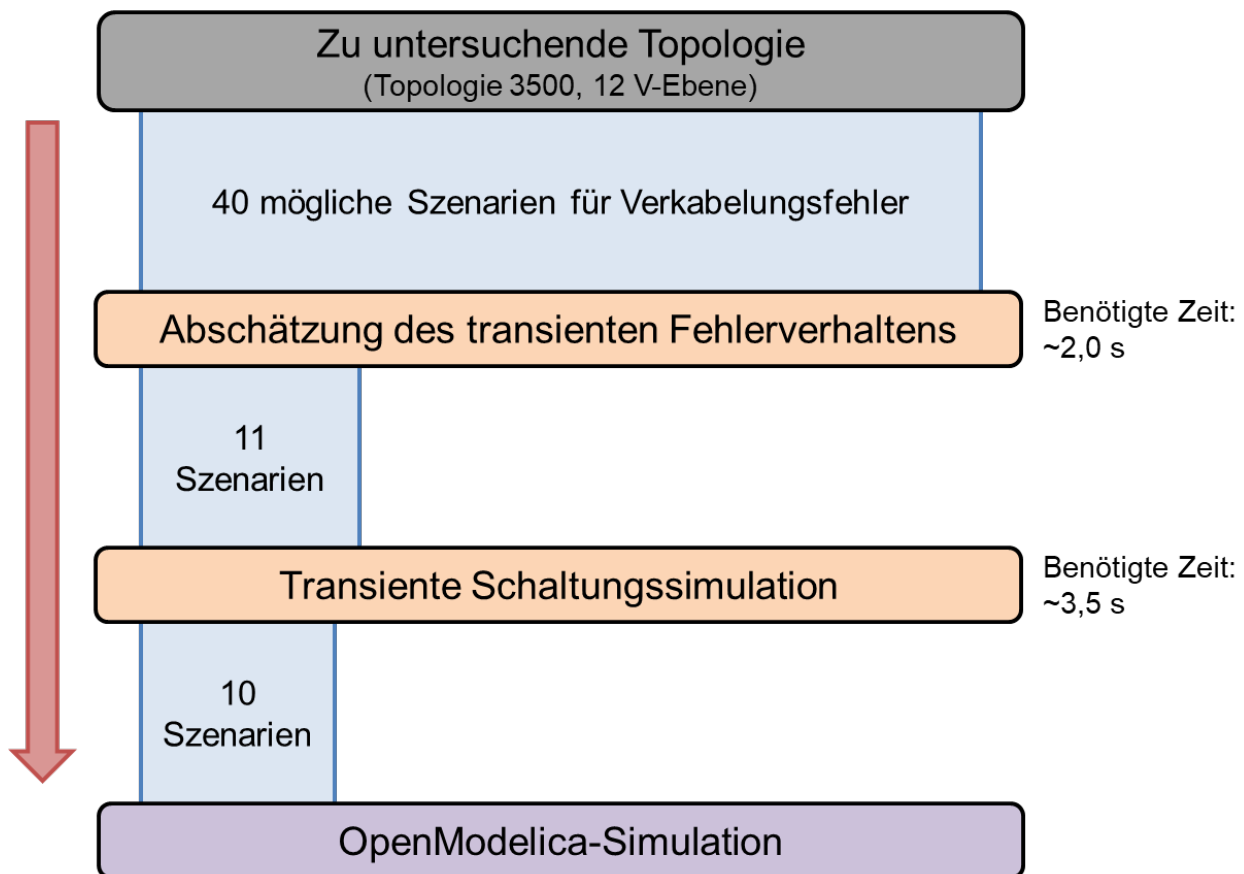 Zu untersuchende Topologie
(Topologie 3500, 12 V-Ebene)
40 mögliche Szenarien für Verkabelungsfehler
Abschätzung des transienten Fehlerverhaltens
Benötigte Zeit:
~2,0 s
11
Szenarien
Transiente Schaltungssimulation
Benötigte Zeit:
~3,5 s
10
Szenarien
OpenModelica-Simulation